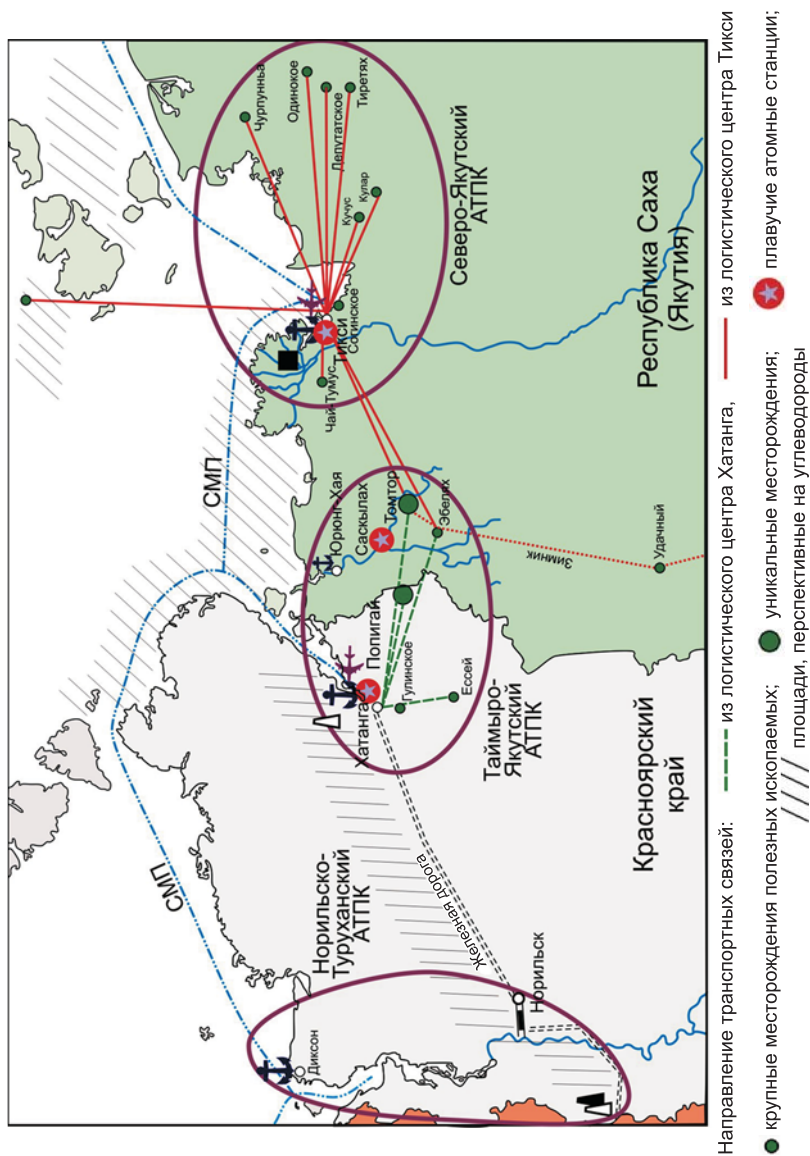 СМП
СМП
Диксон
Норильско-
Туруханский
АТПК
Норильск
Железная дорога
Красноярский
край
Хатанга
Попигай
Гулинское
Ессей
Таймыро-
Якутский
АТПК
Юрюнг-Хая
Саскылах
Томтор
Эбелях
Зимник
Удачный
Чай-Тумус
Тикси
Согинское
Кучус
Кулар
Чурпунньа
Одинокое
Депутатское
Тиретях
Северо-Якутский
АТПК
Республика Саха
(Якутия)
Направление транспортных связей: из логистического центра Хатанга, из логистического центра Тикси
крупные месторождения полезных ископаемых; уникальные месторождения; плавучие атомные станции;
площади, перспективные на углеводороды